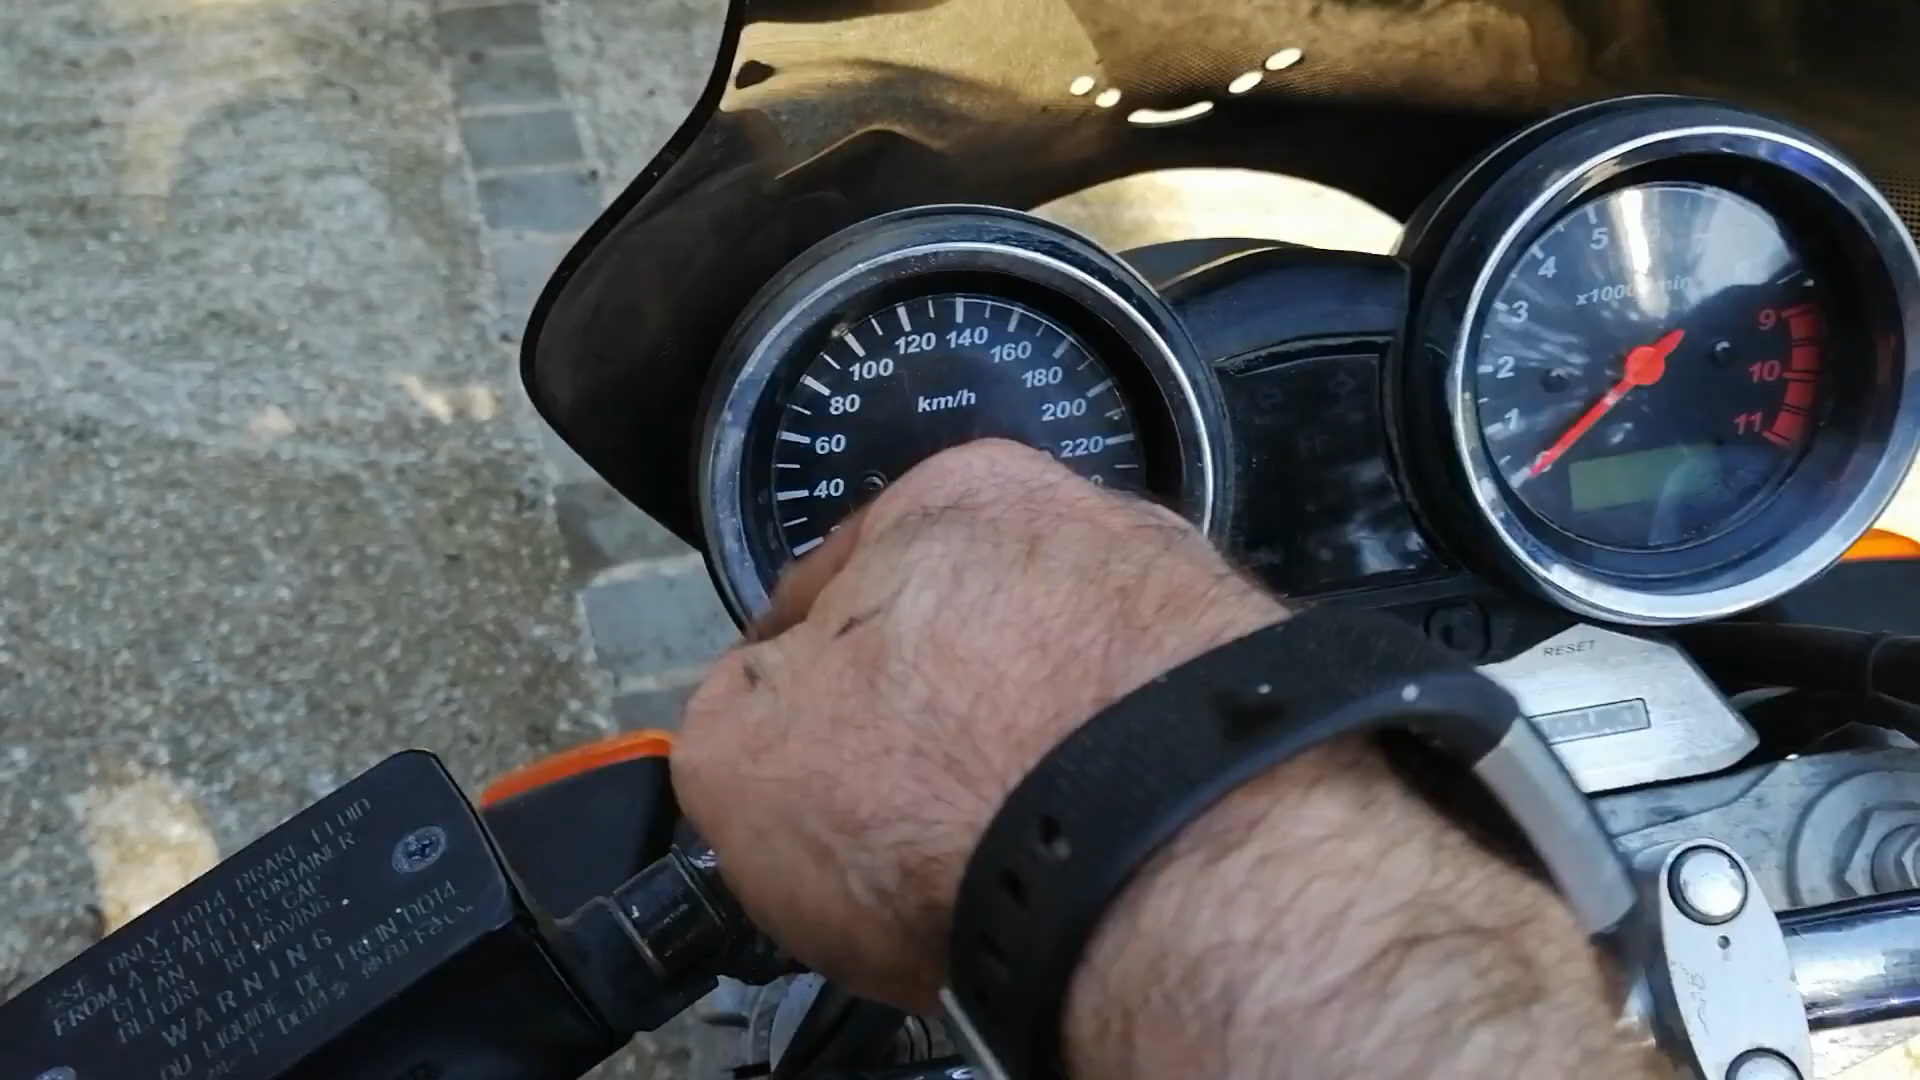 120 140
100 160
80 180
km/h
200
60 220
40
5
4
3
2
1
8
9
10
11
RESET
USE ONLY DOT4 BRAKE FLUID
FROM A SEALED CONTAINER.
CLEAN FILLER CAP
BEFORE REMOVING.
WARNING
DU LIQUIDE DE FREIN DOT4.